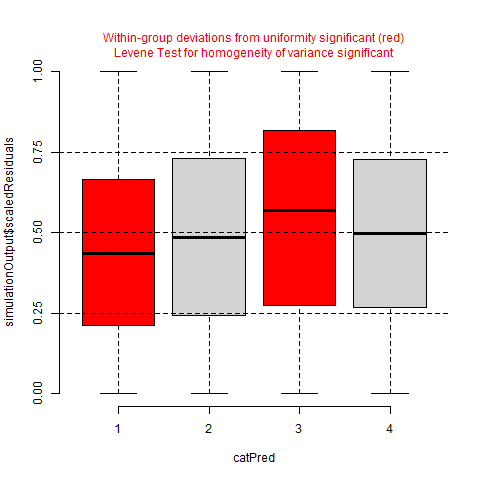 Within-group deviations from uniformity significant (red)
Levene Test for homogeneity of variance significant
simulationOutput$scaledResiduals
1.00
0.75
0.50
0.25
0.00
1 2 3 4
catPred